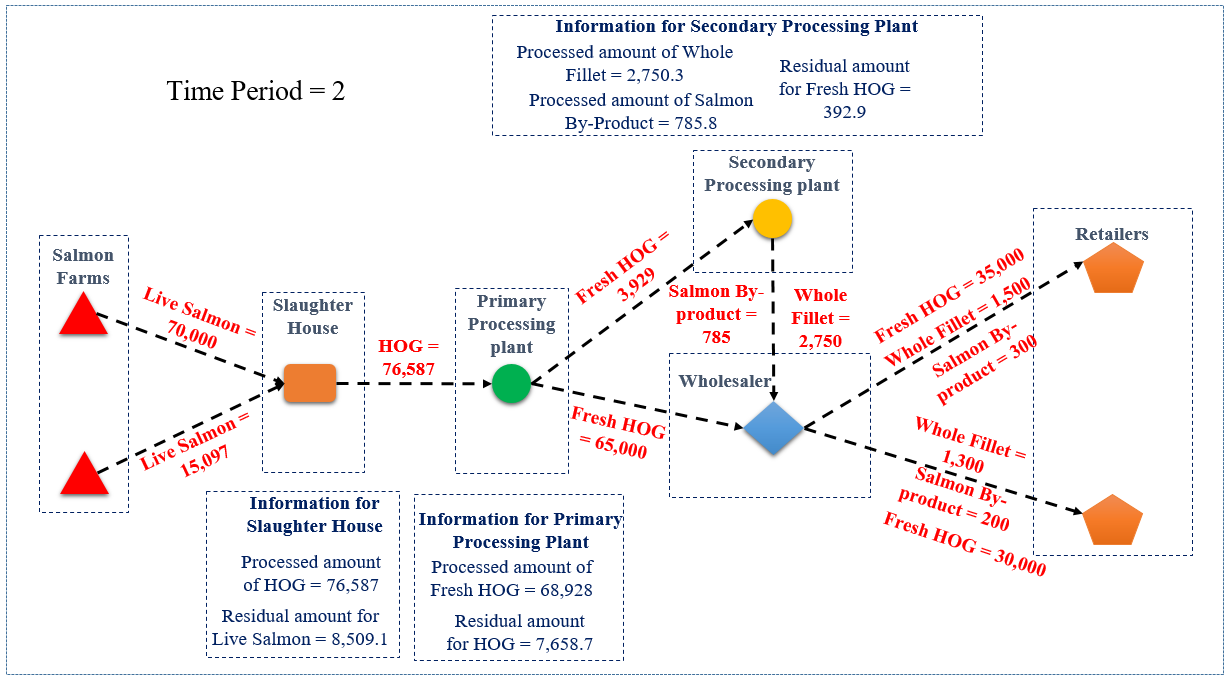 Information for Secondary Processing Plant
Processed amount of Whole
Fillet = 2,750.3
Processed amount of Salmon
By-Product = 785.8
Residual amount
for Fresh HOG =
392.9
Time Period = 2
Secondary
Processing plant
Salmon
Farms
Live Salmon =
70,000
Live Salmon =
15,097
Slaughter
House
HOG =
76,587
Primary
Processing
plant
Fresh HOG =
3,929
Fresh HOG
= 65,000
Salmon By-
product =
785
Whole
Fillet =
2,750
Wholesaler
Retailers
Fresh HOG = 35,000
Whole Fillet = 1,500
Salmon By-
product = 300
Whole Fillet =
1,300
Salmon By-
product = 200
Fresh HOG = 30,000
Information for
Slaughter House
Processed amount
of HOG = 76,587
Residual amount for
Live Salmon = 8,509.1
Information for Primary
Processing Plant
Processed amount of
Fresh HOG = 68,928
Residual amount
for HOG = 7,658.7